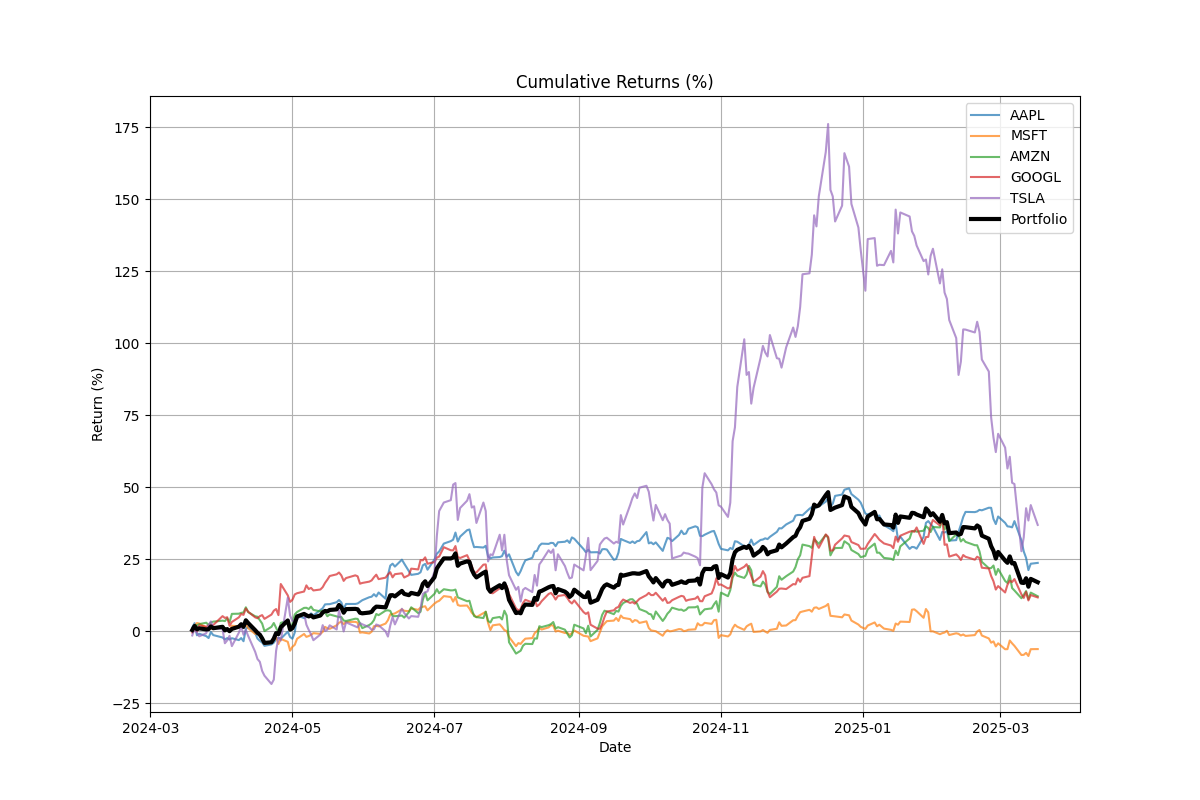 Cumulative Returns (%)
AAPL
MSFT
AMZN
GOOGL
TSLA
Portfolio
175
150
125
100
75
50
25
0
−25
Return (%)
2024-03
2024-05
2024-07
2024-09
2024-11
2025-01
2025-03
Date